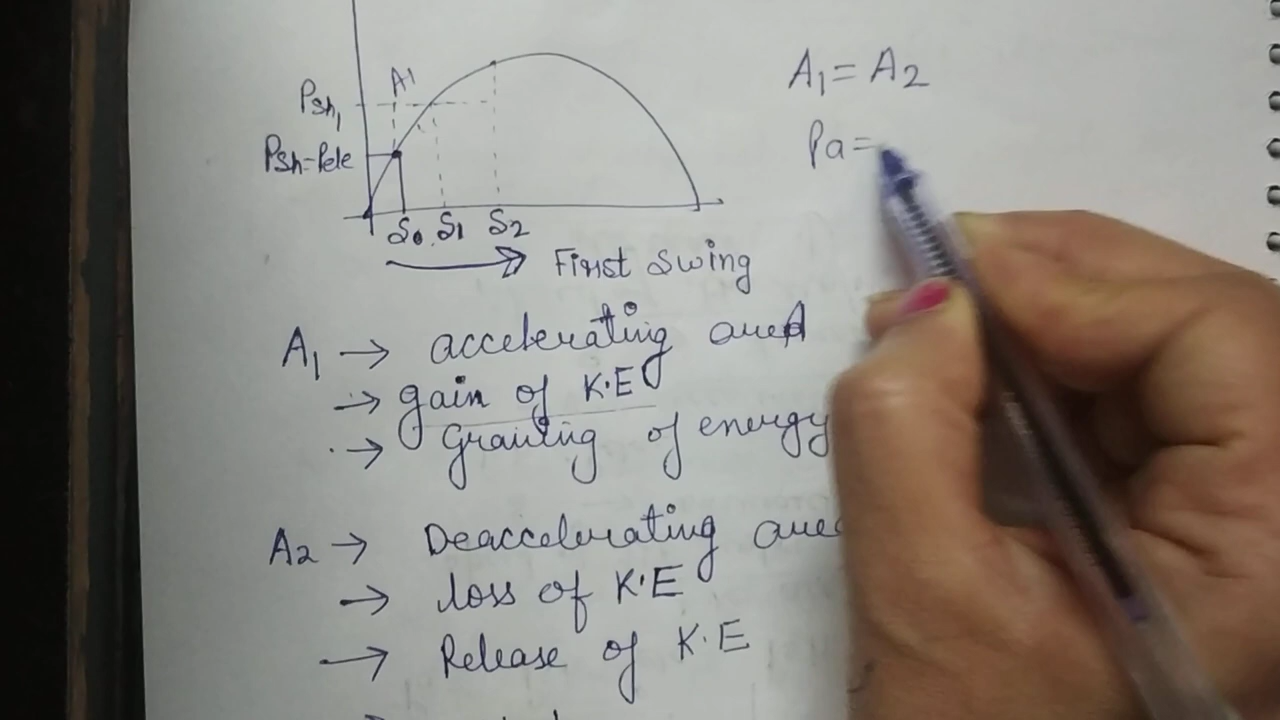 A1
A₁ = A₂
Psh₁
Pa=
Psh=Pele
δ₀ δ₁ δ₂
First swing
A₁ → accelerating area
→ gain of K.E
→ Granting of energy
A₂ → Deaccelerating area
→ loss of K.E
→ Release of K.E